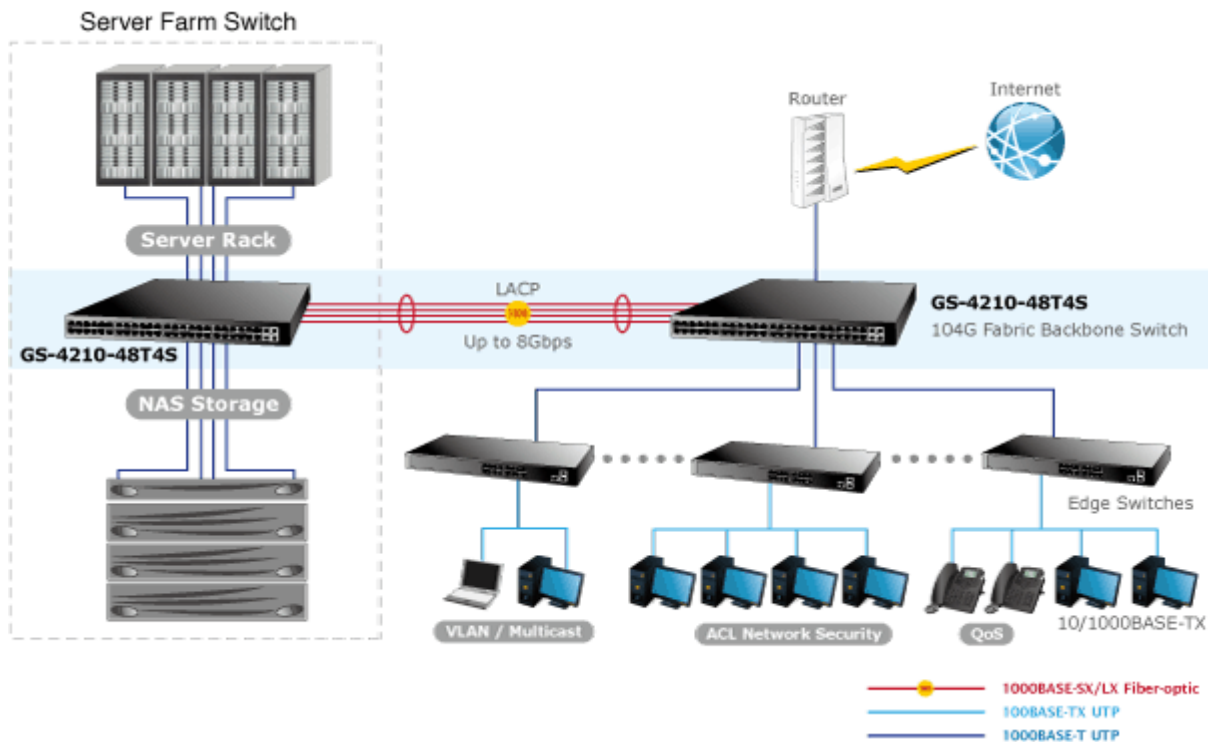 Server Farm Switch
Router
Internet
Server Rack
LACP
1000
Up to 8Gbps
GS-4210-48T4S
104G Fabric Backbone Switch
GS-4210-48T4S
NAS Storage
Edge Switches
VLAN / Multicast
ACL Network Security
QoS
10/1000BASE-TX
1000BASE-SX/LX Fiber-optic
100BASE-TX UTP
1000BASE-T UTP